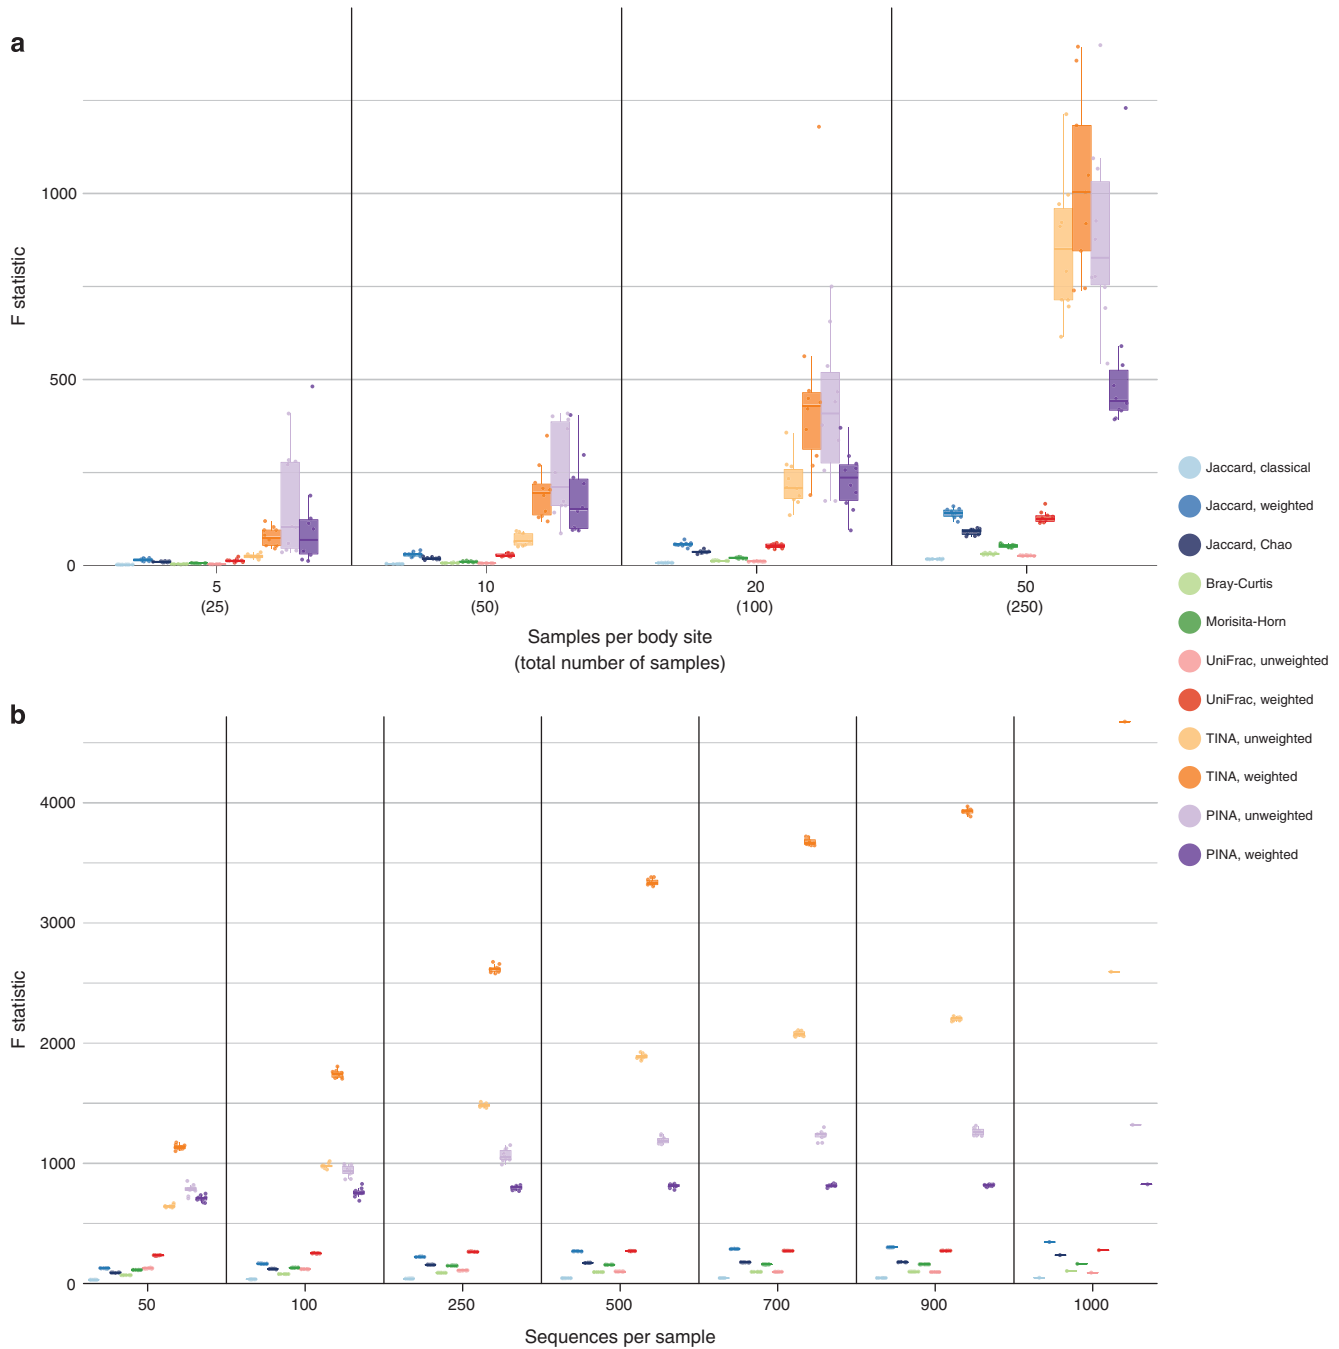 a
1000
500
0
F statistic
5
10
20
50
(25)
(50)
(100)
(250)
Samples per body site
(total number of samples)
Jaccard, classical
Jaccard, weighted
Jaccard, Chao
Bray-Curtis
Morisita-Horn
UniFrac, unweighted
UniFrac, weighted
TINA, unweighted
TINA, weighted
PINA, unweighted
PINA, weighted
b
4000
3000
2000
1000
0
F statistic
50
100
250
500
700
900
1000
Sequences per sample